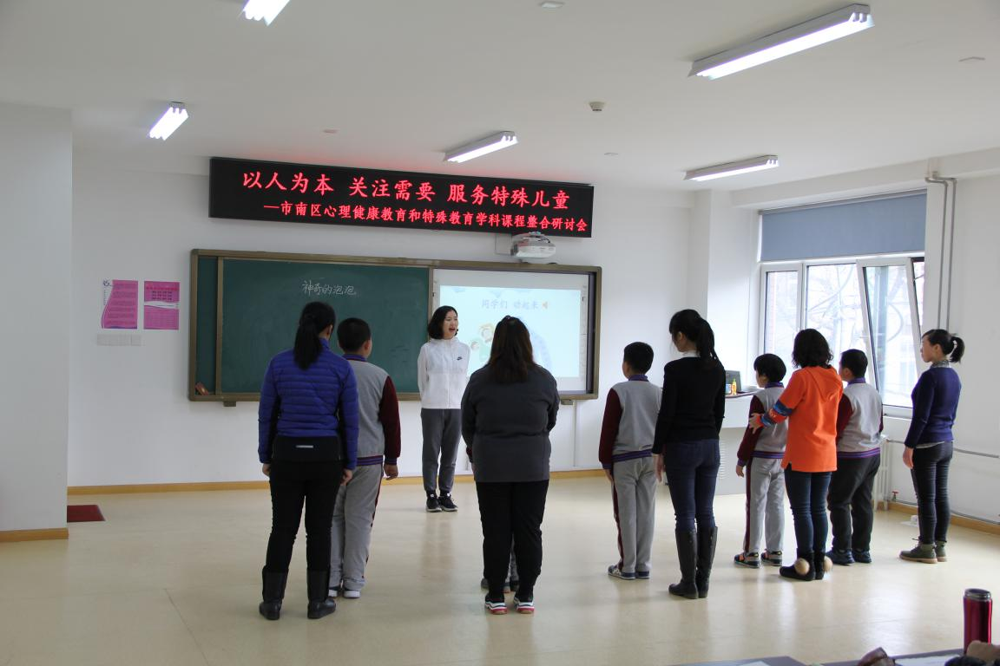 以人为本 关注需要 服务特殊儿童
—市南区心理健康教育和特殊教育学科课程整合研讨会
神奇的泡泡
同学们 动起来